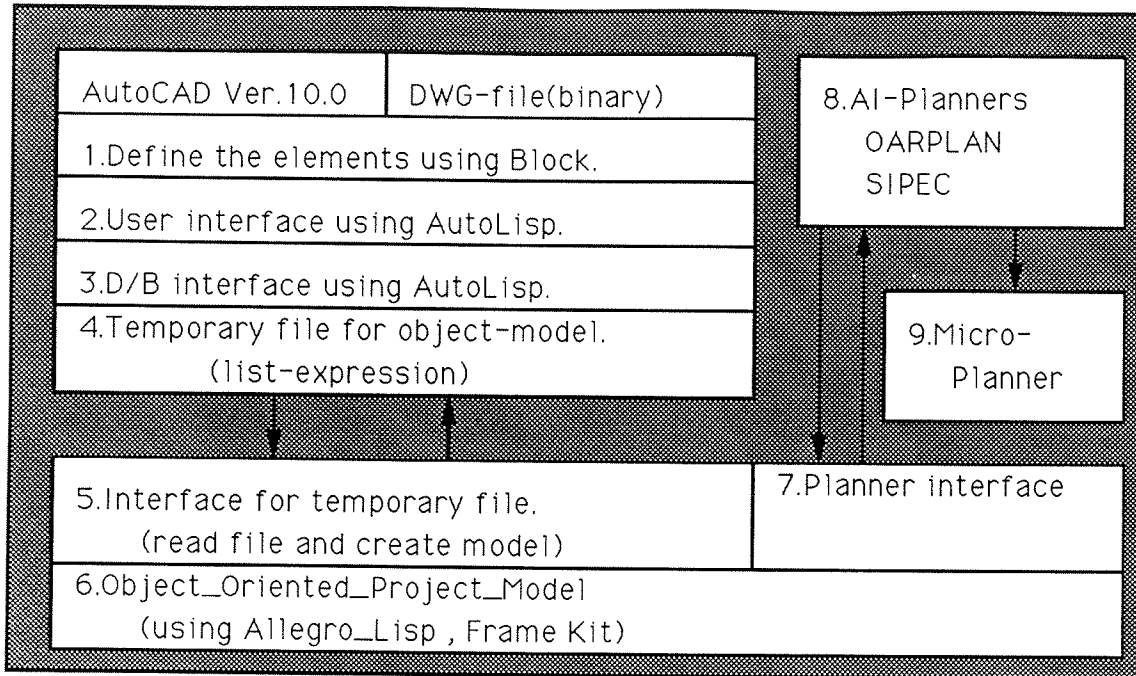 AutoCAD Ver.10.0
DWG-file(binary)
1.Define the elements using Block.
2.User interface using AutoLisp.
3.D/B interface using AutoLisp.
4.Temporary file for object-model.
(list-expression)
8.AI-Planners
OARPLAN
SIPEC
9.Micro-
Planner
5.Interface for temporary file.
(read file and create model)
7.Planner interface
6.Object_Oriented_Project_Model
(using Allegro_Lisp , Frame Kit)